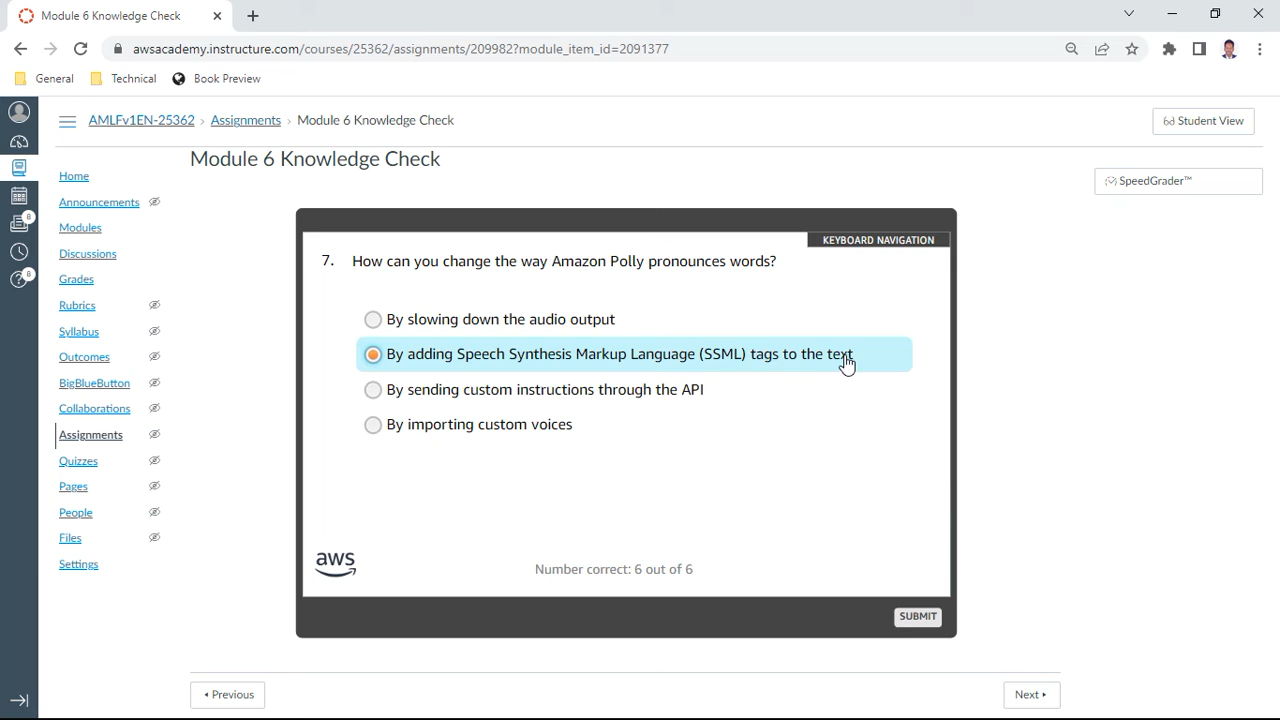 Module 6 Knowledge Check
awsacademy.instructure.com/courses/25362/assignments/209982?module_item_id=2091377
General
Technical
Book Preview
AMLFv1EN-25362 › Assignments › Module 6 Knowledge Check
Student View
Module 6 Knowledge Check
SpeedGrader™
Home
Announcements
Modules
Discussions
Grades
Rubrics
Syllabus
Outcomes
BigBlueButton
Collaborations
Assignments
Quizzes
Pages
People
Files
Settings
8
8
KEYBOARD NAVIGATION
7. How can you change the way Amazon Polly pronounces words?
By slowing down the audio output
By adding Speech Synthesis Markup Language (SSML) tags to the text
By sending custom instructions through the API
By importing custom voices
aws
Number correct: 6 out of 6
SUBMIT
Previous
Next